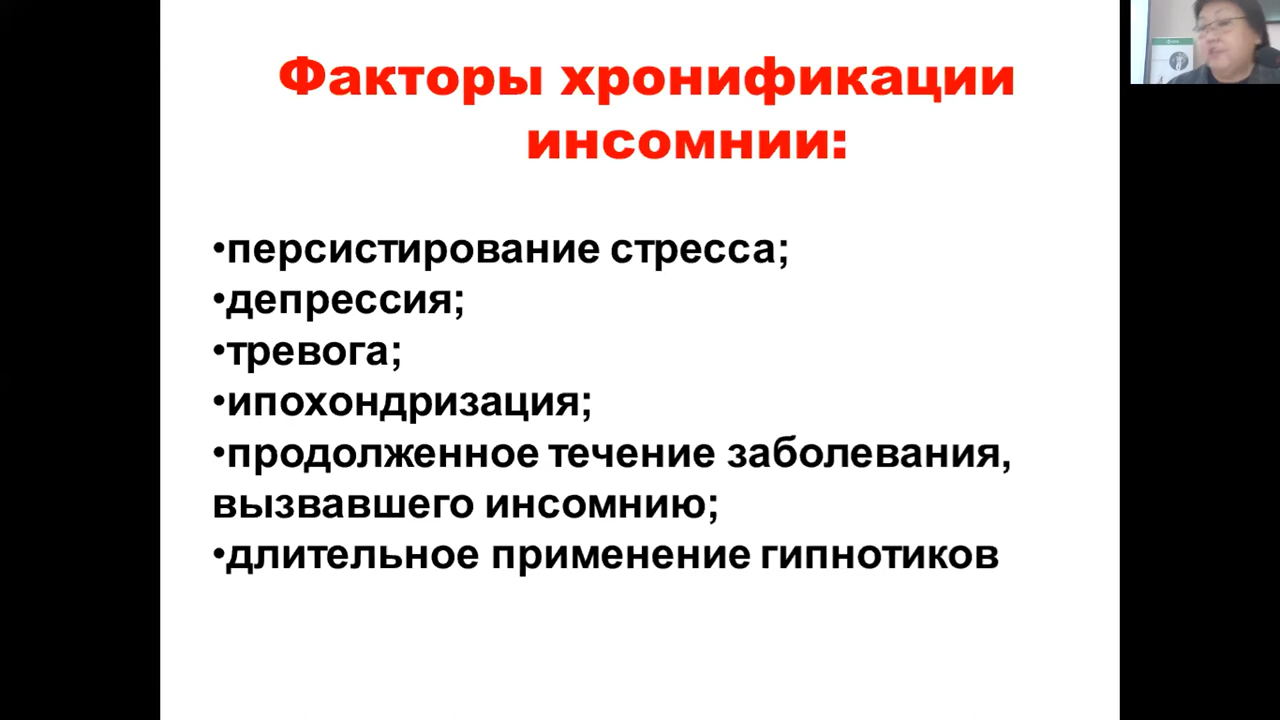 Факторы хронификации
инсомнии:
•персистирование стресса;
•депрессия;
•тревога;
•ипохондризация;
•продолженное течение заболевания,
вызвавшего инсомнию;
•длительное применение гипнотиков